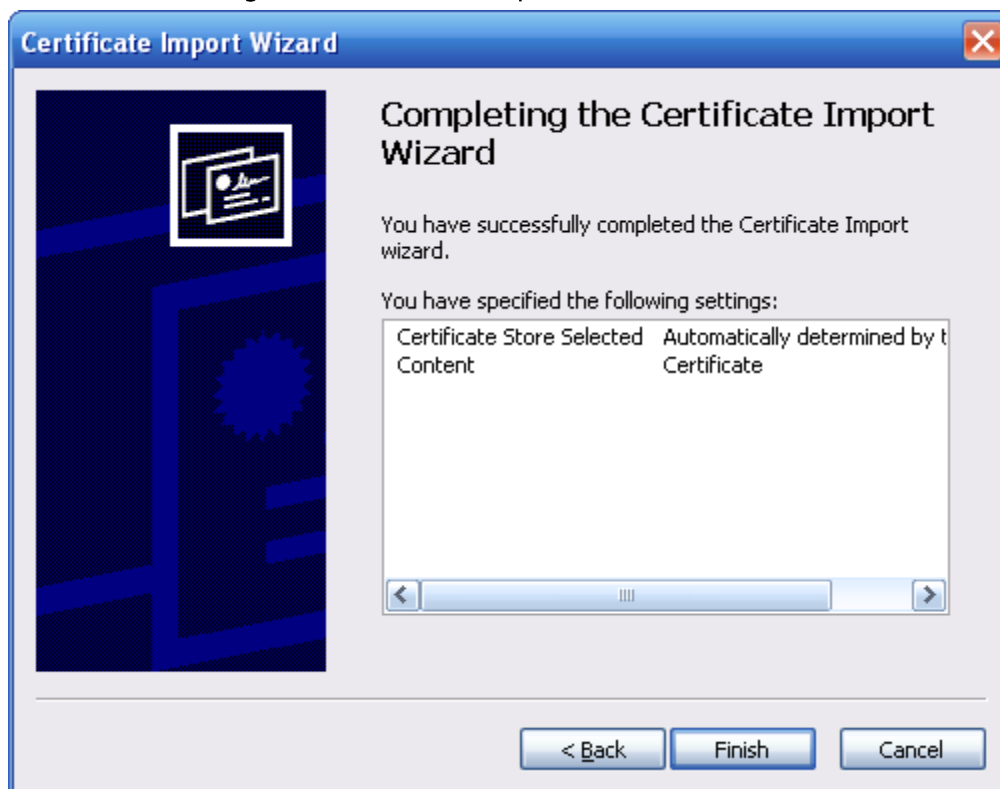 Certificate Import Wizard
Completing the Certificate Import
Wizard
You have successfully completed the Certificate Import
wizard.
You have specified the following settings:
Certificate Store Selected Automatically determined by t
Content Certificate
< Back Finish Cancel